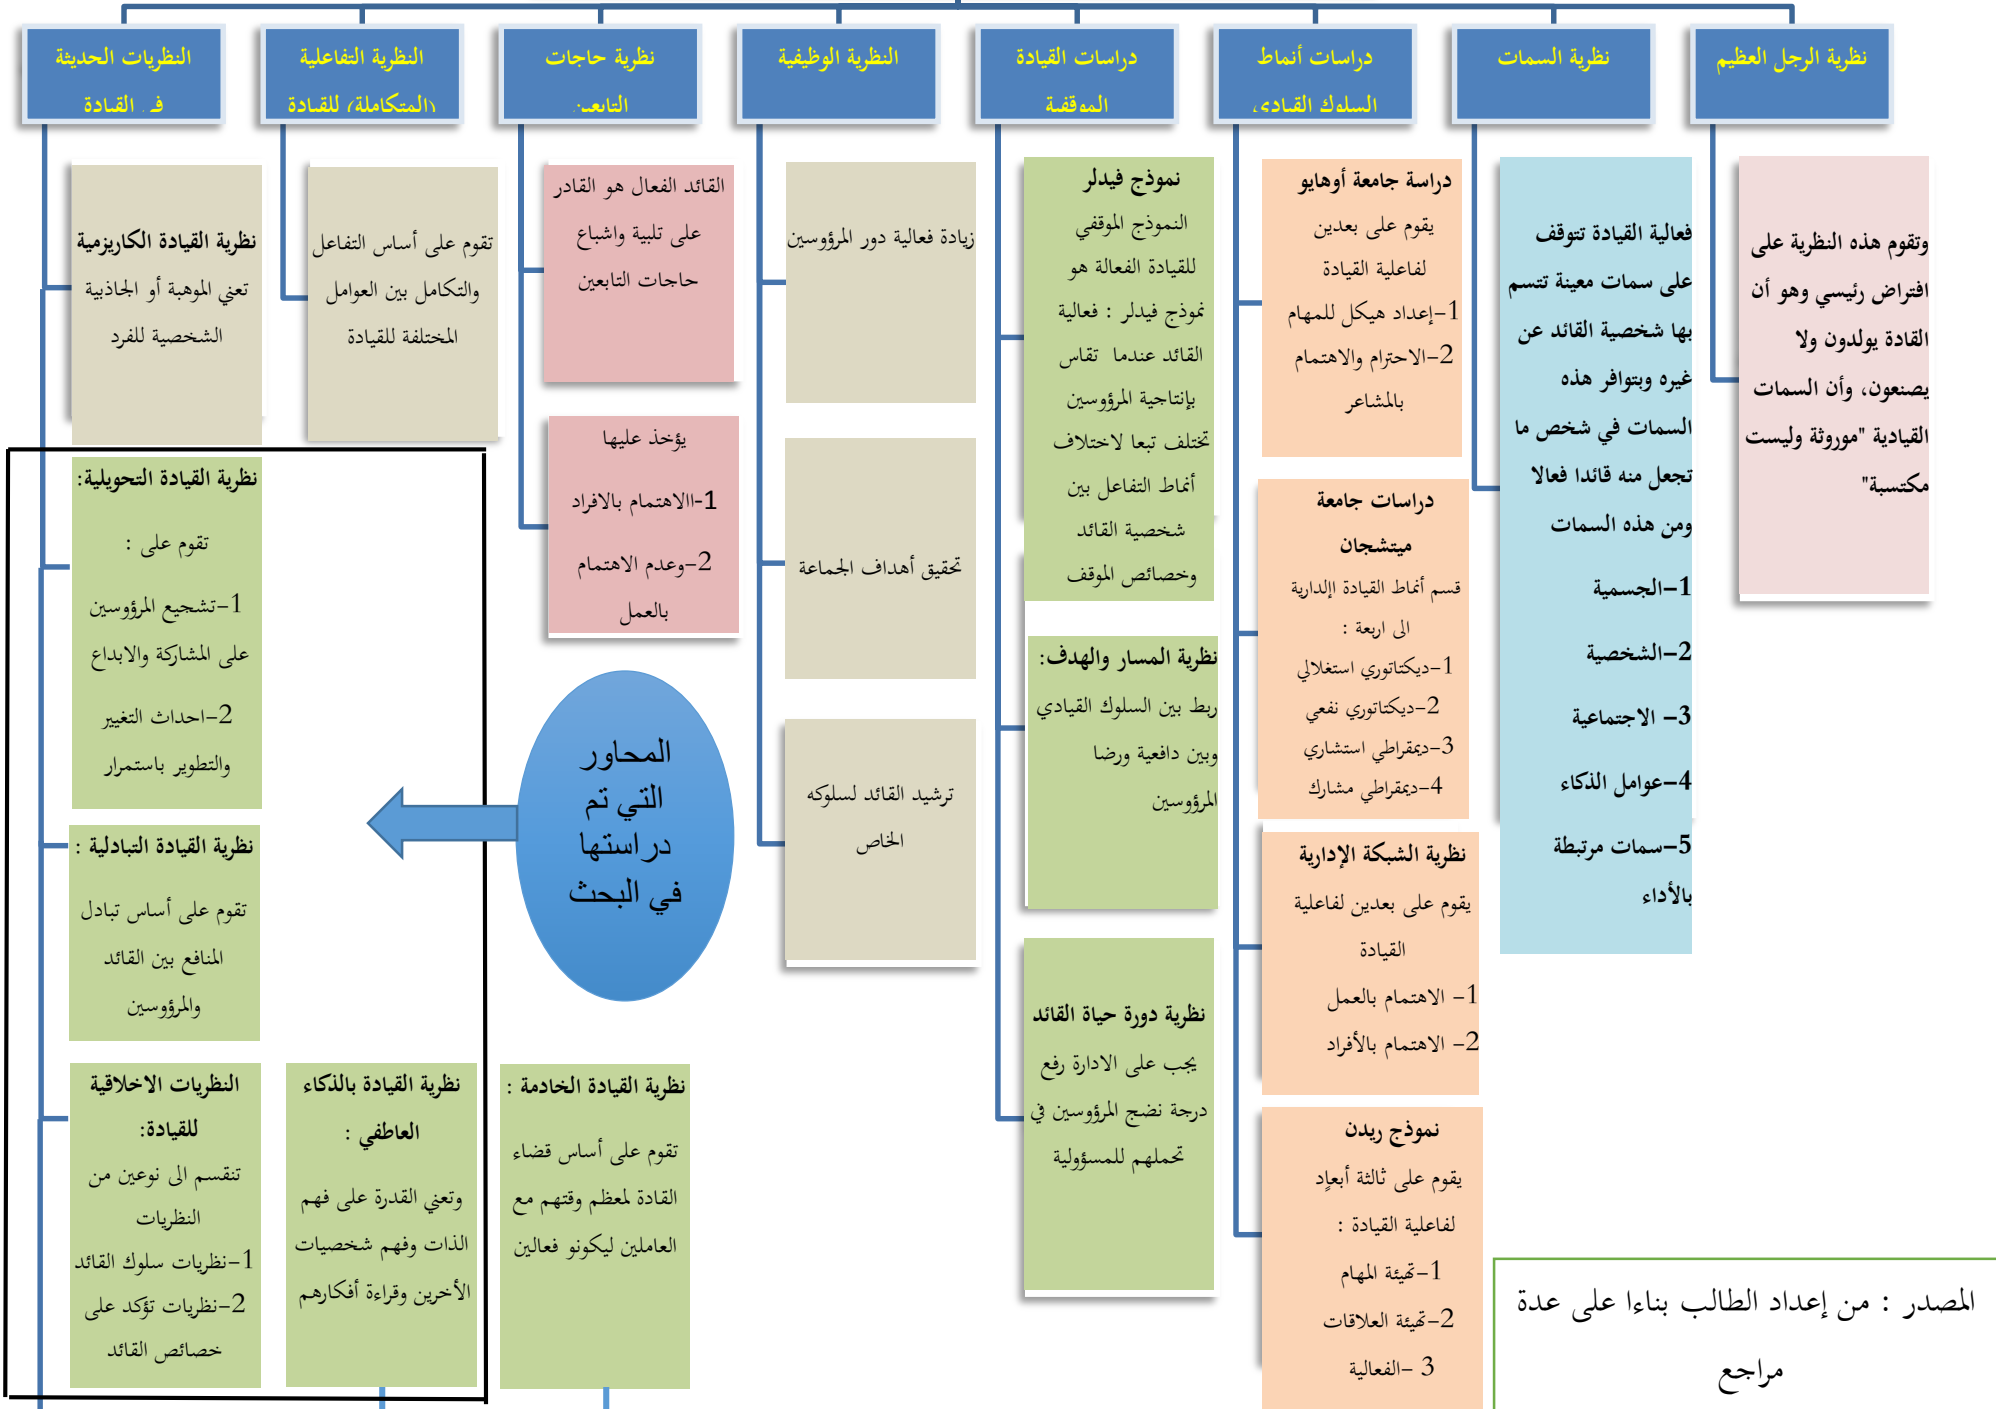 نظرية الرجل العظيم
وتقوم هذه النظرية على
افتراض رئيسي وهو أن
القادة يولدون ولا
يصنعون، وأن السمات
القيادية "موروثة وليست
مكتسبة"
نظرية السمات
فعالية القيادة تتوقف
على سمات معينة تتسم
بها شخصية القائد عن
غيره وبتوافر هذه
السمات في شخص ما
تجعل منه قائدا فعالا
ومن هذه السمات
1-الجسمية
2-الشخصية
3- الاجتماعية
4-عوامل الذكاء
5-سمات مرتبطة
بالأداء
دراسات أنماط
السلوك القيادي
دراسة جامعة أوهايو
يقوم على بعدين
لفاعلية القيادة
1-إعداد هيكل للمهام
2-الاحترام والاهتمام
بالمشاعر
دراسات جامعة
ميتشجان
قسم أنماط القيادة اإلدارية
الى اربعة :
1-ديكتاتوري استغلالي
2-ديكتاتوري نفعي
3-ديمقراطي استشاري
4-ديمقراطي مشارك
نظرية الشبكة الإدارية
يقوم على بعدين لفاعلية
القيادة
1- الاهتمام بالعمل
2- الاهتمام بالأفراد
نموذج ريدن
يقوم على ثالثة أبعاد
لفاعلية القيادة :
1-تهيئة المهام
2-تهيئة العلاقات
3 -الفعالية
دراسات القيادة
الموقفية
نموذج فيدلر
النموذج الموقفي
للقيادة الفعالة هو
نموذج فيدلر : فعالية
القائد عندما تقاس
بإنتاجية المرؤوسين
تختلف تبعا لاختلاف
أنماط التفاعل بين
شخصية القائد
وخصائص الموقف
نظرية المسار والهدف:
ربط بين السلوك القيادي
وبين دافعية ورضا
المرؤوسين
نظرية دورة حياة القائد
يجب على الادارة رفع
درجة نضج المرؤوسين في
تحملهم للمسؤولية
النظرية الوظيفية
زيادة فعالية دور المرؤوسين
تحقيق أهداف الجماعة
ترشيد القائد لسلوكه
الخاص
نظرية حاجات
التابعين
القائد الفعال هو القادر
على تلبية واشباع
حاجات التابعين
يؤخذ عليها
1-االاهتمام بالافراد
2-وعدم الاهتمام
بالعمل
النظرية التفاعلية
(المتكاملة) للقيادة
تقوم على أساس التفاعل
والتكامل بين العوامل
المختلفة للقيادة
النظريات الحديثة
في القيادة
نظرية القيادة الكاريزمية
تعني الموهبة أو الجاذبية
الشخصية للفرد
نظرية القيادة التحويلية:
تقوم على :
1-تشجيع المرؤوسين
على المشاركة والابداع
2-احداث التغيير
والتطوير باستمرار
نظرية القيادة التبادلية :
تقوم على أساس تبادل
المنافع بين القائد
والمرؤوسين
المحاور
التي تم
دراستها
في البحث
نظرية القيادة الخادمة :
تقوم على أساس قضاء
القادة لمعظم وقتهم مع
العاملين ليكونو فعالين
نظرية القيادة بالذكاء
العاطفي :
وتعني القدرة على فهم
الذات وفهم شخصيات
الأخرين وقراءة أفكارهم
النظريات الاخلاقية
للقيادة:
تنقسم الى نوعين من
النظريات
1-نظريات سلوك القائد
2-نظريات تؤكد على
خصائص القائد
المصدر : من إعداد الطالب بناءا على عدة
مراجع